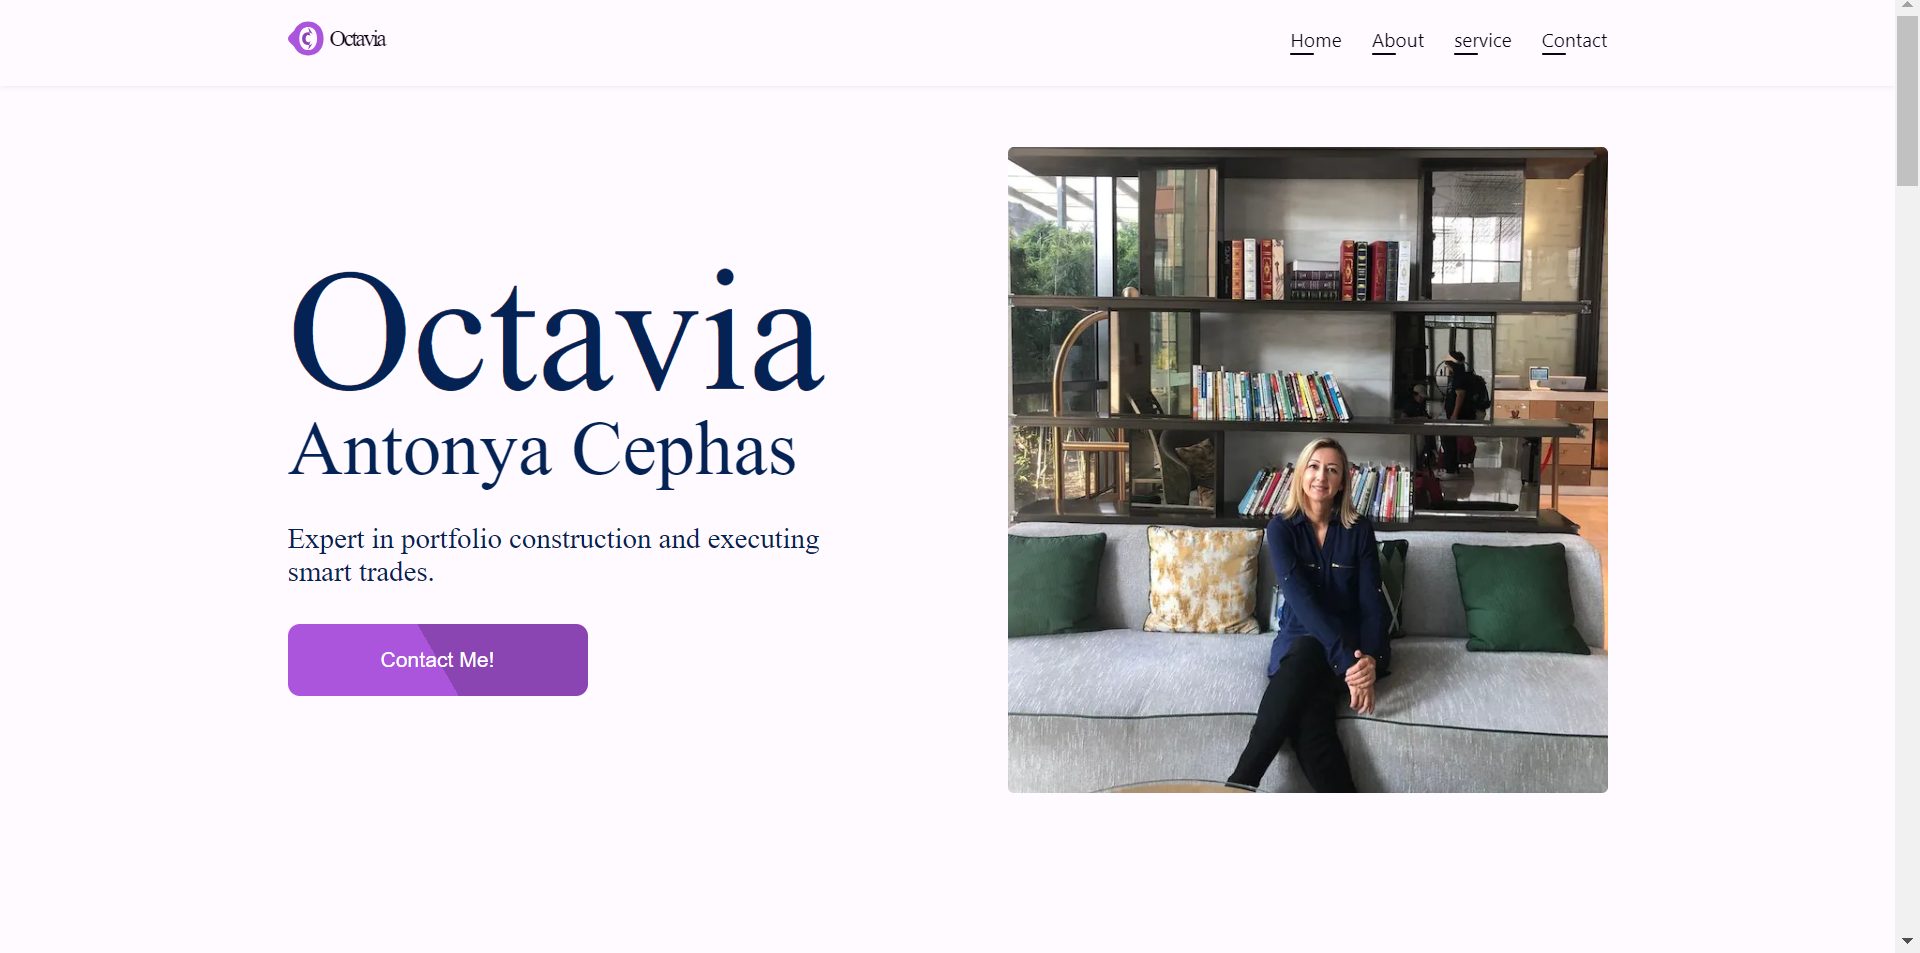 Octavia
Home About service Contact
Octavia
Antonya Cephas
Expert in portfolio construction and executing
smart trades.
Contact Me!